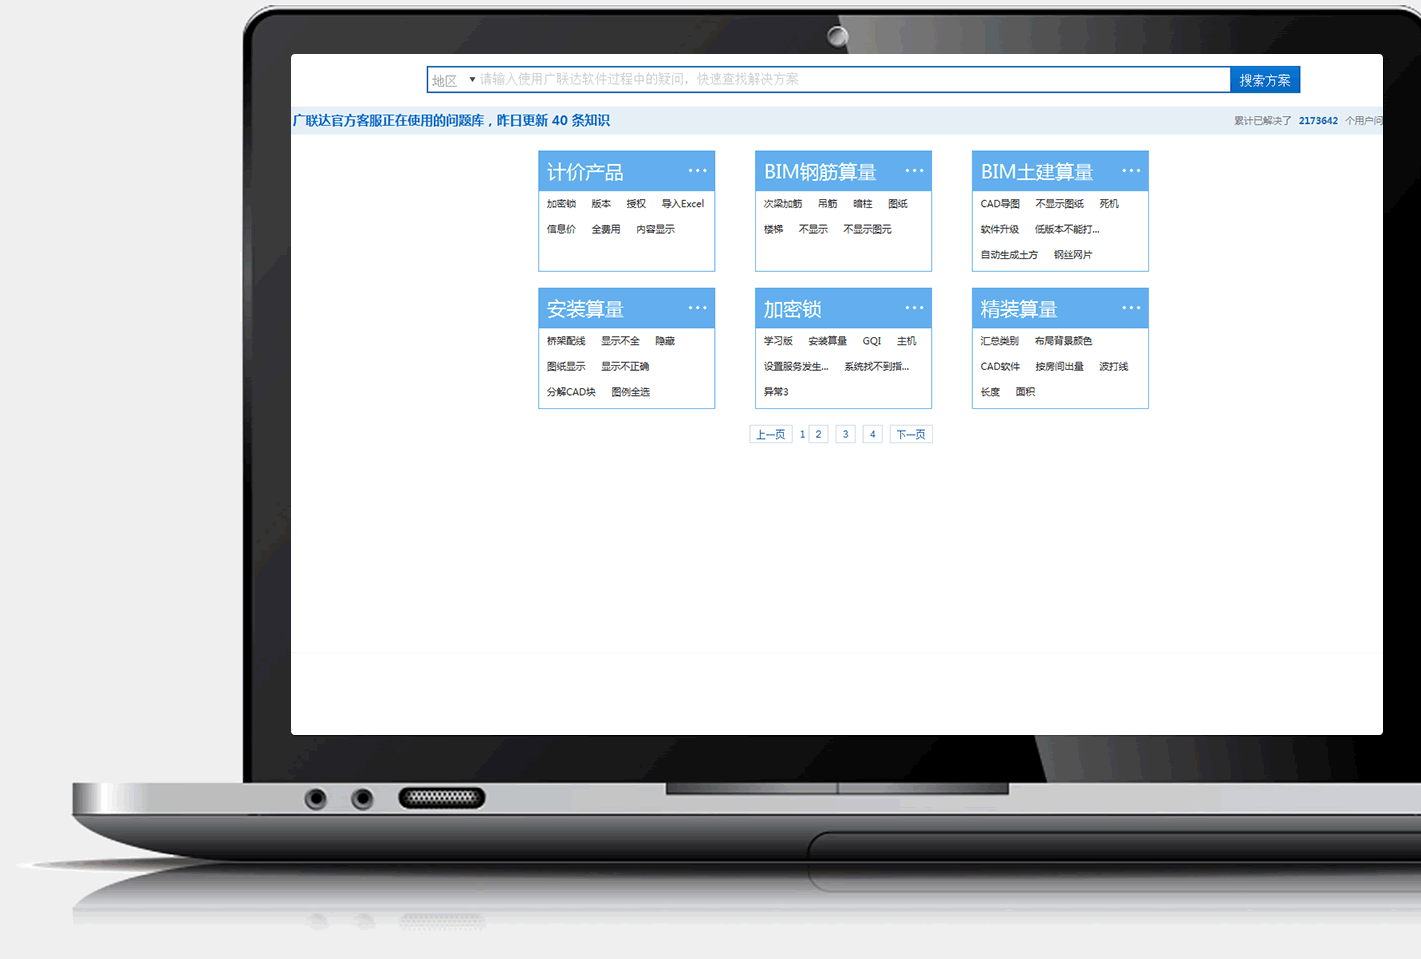 地区 ▼ 请输入使用广联达软件过程中的疑问，快速查找解决方案 搜索方案
广联达官方客服正在使用的问题库，昨日更新 40 条知识 累计已解决了 2173642 个用户问
计价产品 ···
加密锁 版本 授权 导入Excel
信息价 全费用 内容显示
BIM钢筋算量 ···
次梁加筋 吊筋 暗柱 图纸
楼梯 不显示 不显示图元
BIM土建算量 ···
CAD导图 不显示图纸 死机
软件升级 低版本不能打...
自动生成土方 钢丝网片
安装算量 ···
桥架配线 显示不全 隐藏
图纸显示 显示不正确
分解CAD块 图例全选
加密锁 ···
学习版 安装算量 GQI 主机
设置服务发生... 系统找不到指...
异常3
精装算量 ···
汇总类别 布局背景颜色
CAD软件 按房间出量 波打线
长度 面积
上一页 1 2 3 4 下一页